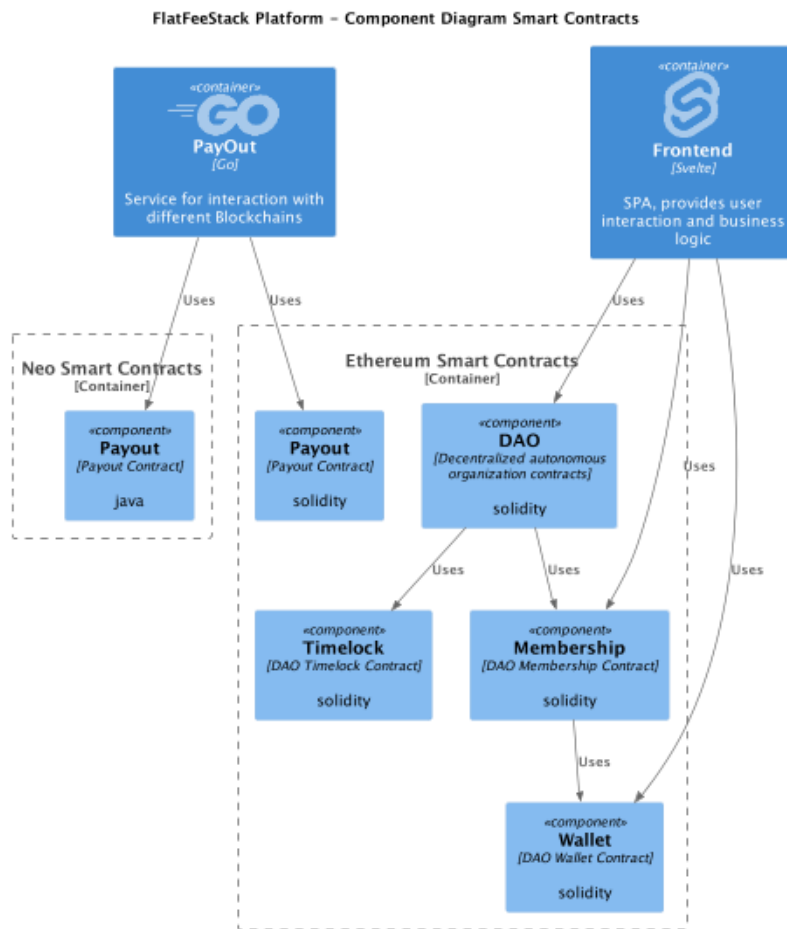 FlatFeeStack Platform - Component Diagram Smart Contracts
«container»
GO
PayOut
[Go]
Service for interaction with
different Blockchains
«container»
Frontend
[Svelte]
SPA, provides user
interaction and business
logic
Uses
Uses
Uses
Neo Smart Contracts
[Container]
«component»
Payout
[Payout Contract]
java
Ethereum Smart Contracts
[Container]
«component»
Payout
[Payout Contract]
solidity
«component»
DAO
[Decentralized autonomous
organization contracts]
solidity
Uses
Uses
Uses
Uses
«component»
Timelock
[DAO Timelock Contract]
solidity
«component»
Membership
[DAO Membership Contract]
solidity
Uses
«component»
Wallet
[DAO Wallet Contract]
solidity